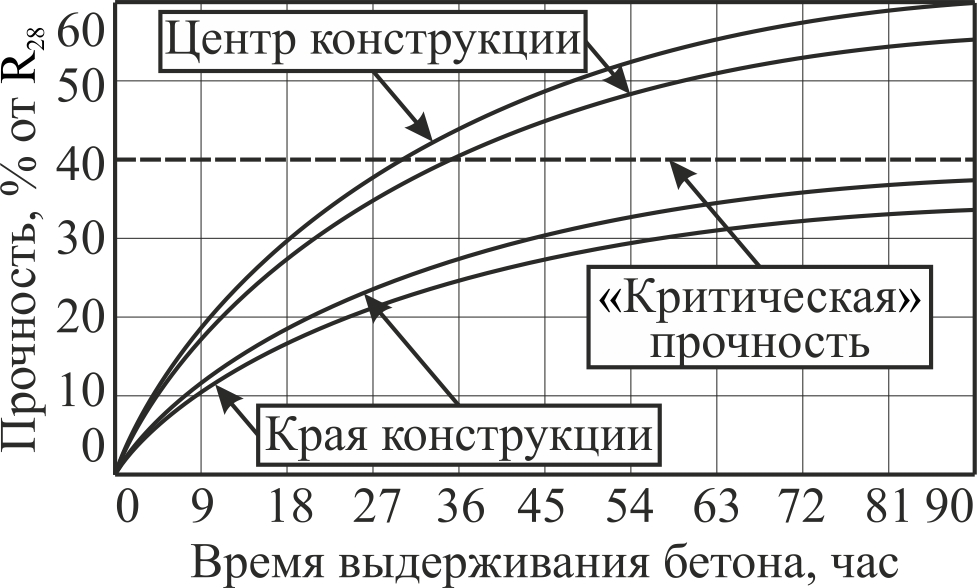 Прочность, % от R28
60
50
40
30
20
10
0
Центр конструкции
«Критическая»
прочность
Края конструкции
0 9 18 27 36 45 54 63 72 81 90
Время выдерживания бетона, час